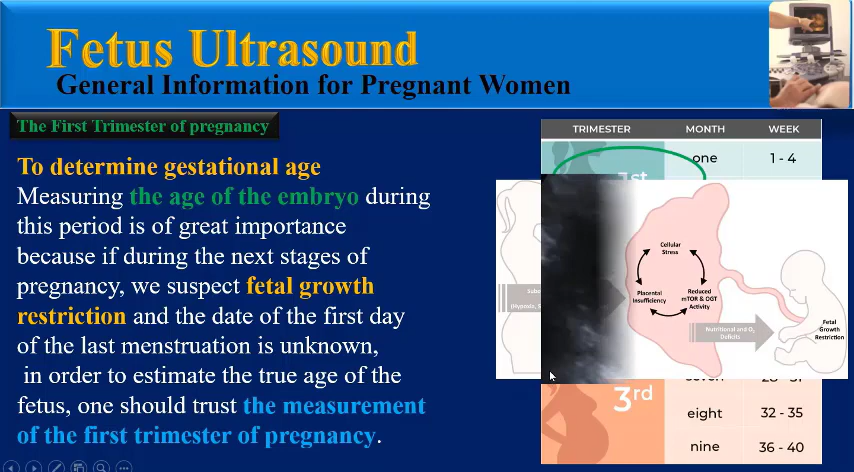 Fetus Ultrasound
General Information for Pregnant Women
The First Trimester of pregnancy
To determine gestational age
Measuring the age of the embryo during
this period is of great importance
because if during the next stages of
pregnancy, we suspect fetal growth
restriction and the date of the first day
of the last menstruation is unknown,
in order to estimate the true age of the
fetus, one should trust the measurement
of the first trimester of pregnancy.
TRIMESTER MONTH WEEK
one 1 - 4
1st
Cellular
Stress
Placental
Insufficiency
Reduced
mTOR & OGT
Activity
Nutritional and O2
Deficits
Fetal
Growth
Restriction
3rd
eight 32 - 35
nine 36 - 40